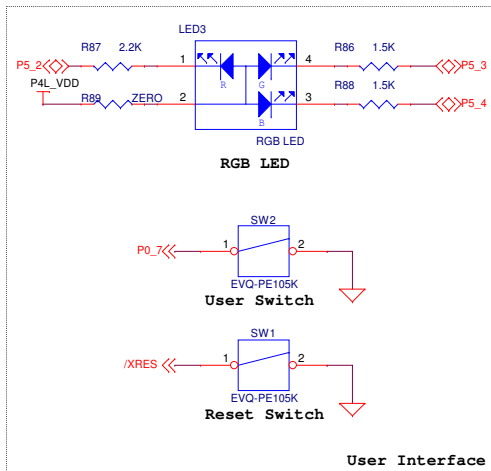 LED3
R87 2.2K
R86 1.5K
P5_2
1
4
P5_3
P4L_VDD
R
G
R89 ZERO
2
3
R88 1.5K
P5_4
B
RGB LED
RGB LED
SW2
P0_7
1
2
EVQ-PE105K
User Switch
SW1
/XRES
1
2
EVQ-PE105K
Reset Switch
User Interface